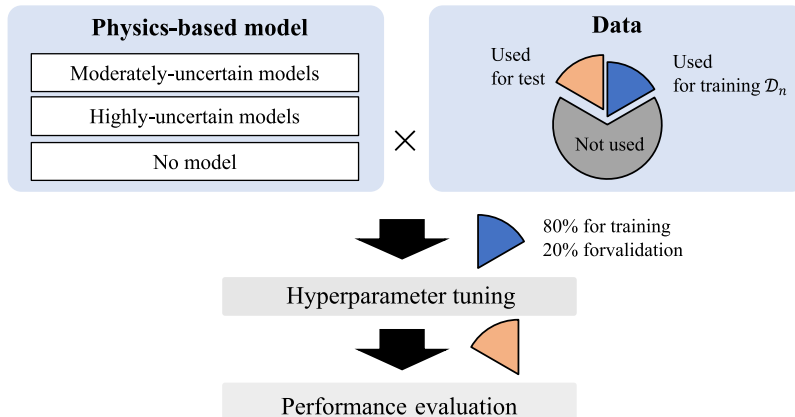 Physics-based model
Moderately-uncertain models
Highly-uncertain models
No model
×
Data
Used
for test
Used
for training 𝒟ₙ
Not used
80% for training
20% forvalidation
Hyperparameter tuning
Performance evaluation